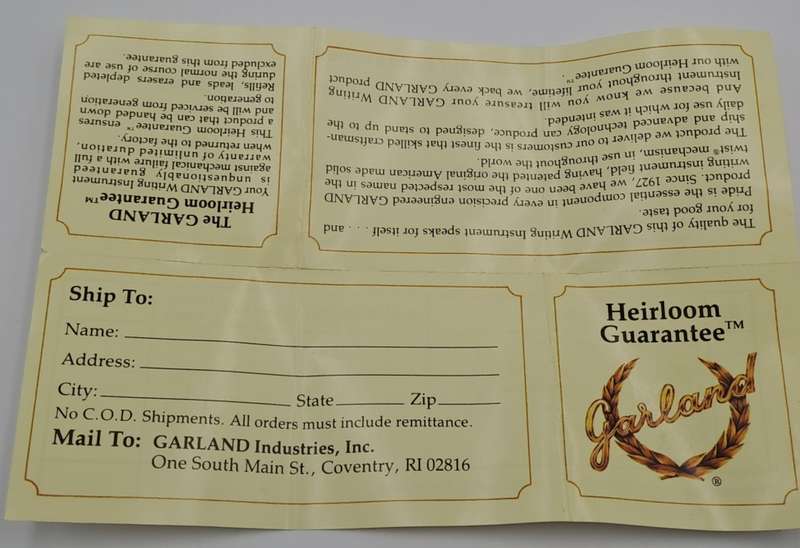 The GARLAND
Heirloom Guarantee™
Your GARLAND Writing Instrument
is unquestionably guaranteed
against mechanical failure with a full
warranty of unlimited duration,
when returned to the factory.
This Heirloom Guarantee™ ensures
a product that can be handed down
and will be serviced from generation
to generation.
Refills, leads and erasers depleted
during the normal course of use are
excluded from this guarantee.
The quality of this GARLAND Writing Instrument speaks for itself . . . and
for your good taste.
Pride is the essential component in every precision engineered GARLAND
product. Since 1927, we have been one of the most respected names in the
writing instrument field, having patented the original American made solid
twist® mechanism, in use throughout the world.
The product we deliver to our customers is the finest that skilled craftsman-
ship and advanced technology can produce, designed to stand up to the
daily use for which it was intended.
And because we know you will treasure your GARLAND Writing
Instrument throughout your lifetime, we back every GARLAND product
with our Heirloom Guarantee™.
Ship To:
Name:
Address:
City: State Zip
No C.O.D. Shipments. All orders must include remittance.
Mail To: GARLAND Industries, Inc.
One South Main St., Coventry, RI 02816
Heirloom
Guarantee™
Garland
®